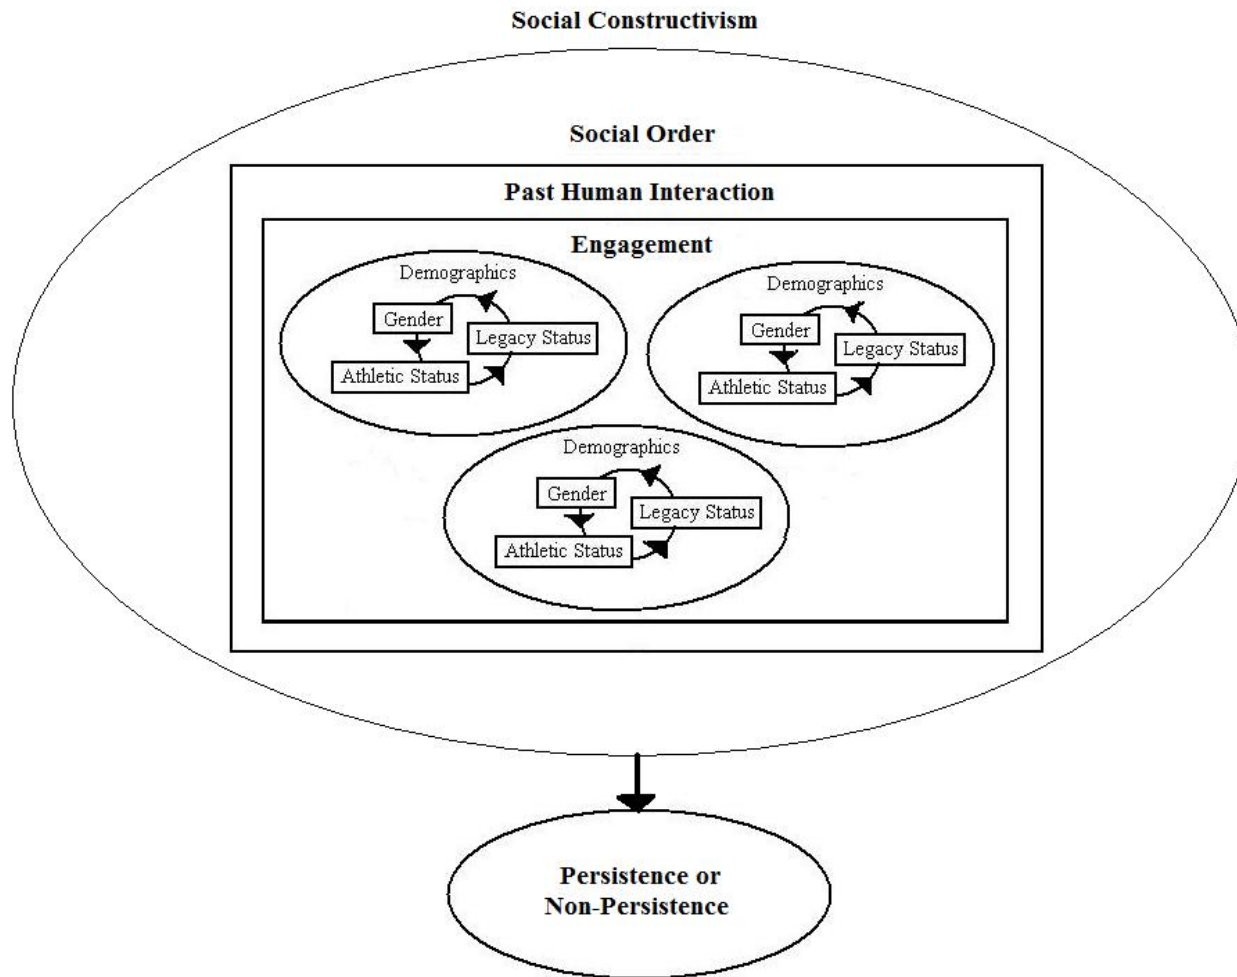 Social Constructivism
Social Order
Past Human Interaction
Engagement
Demographics
Gender
Legacy Status
Athletic Status
Demographics
Gender
Legacy Status
Athletic Status
Demographics
Gender
Legacy Status
Athletic Status
Persistence or
Non-Persistence